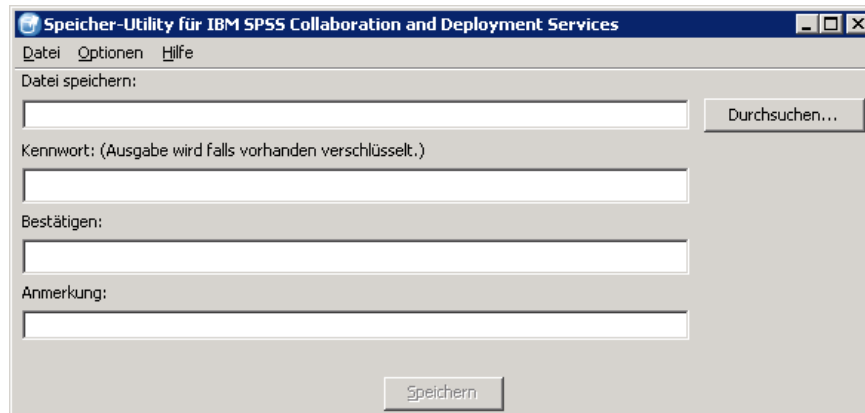 Speicher-Utility für IBM SPSS Collaboration and Deployment Services
Datei Optionen Hilfe
Datei speichern:
Durchsuchen...
Kennwort: (Ausgabe wird falls vorhanden verschlüsselt.)
Bestätigen:
Anmerkung:
Speichern